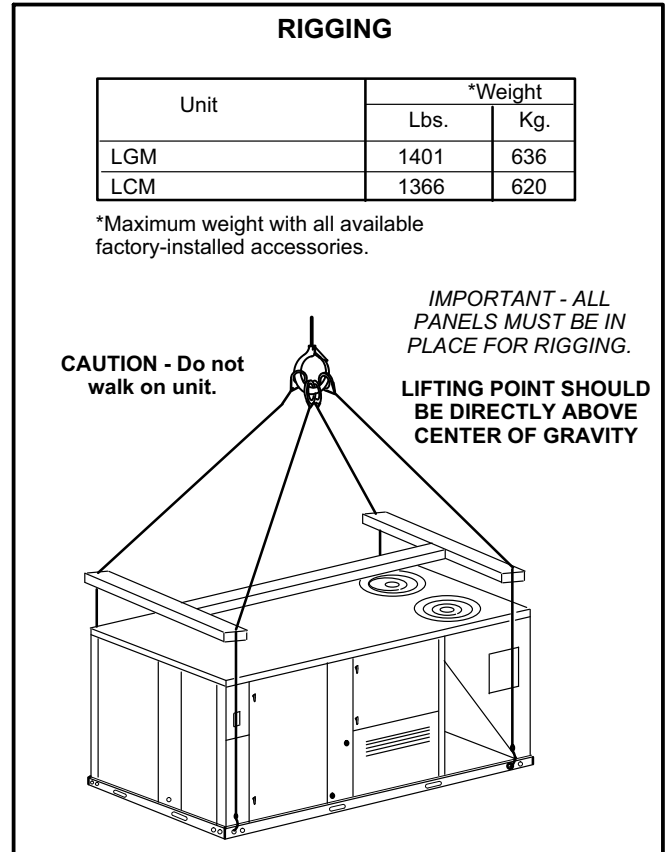 RIGGING
Unit *Weight
Lbs. Kg.
LGM 1401 636
LCM 1366 620
*Maximum weight with all available
factory-installed accessories.
CAUTION - Do not
walk on unit.
IMPORTANT - ALL
PANELS MUST BE IN
PLACE FOR RIGGING.
LIFTING POINT SHOULD
BE DIRECTLY ABOVE
CENTER OF GRAVITY